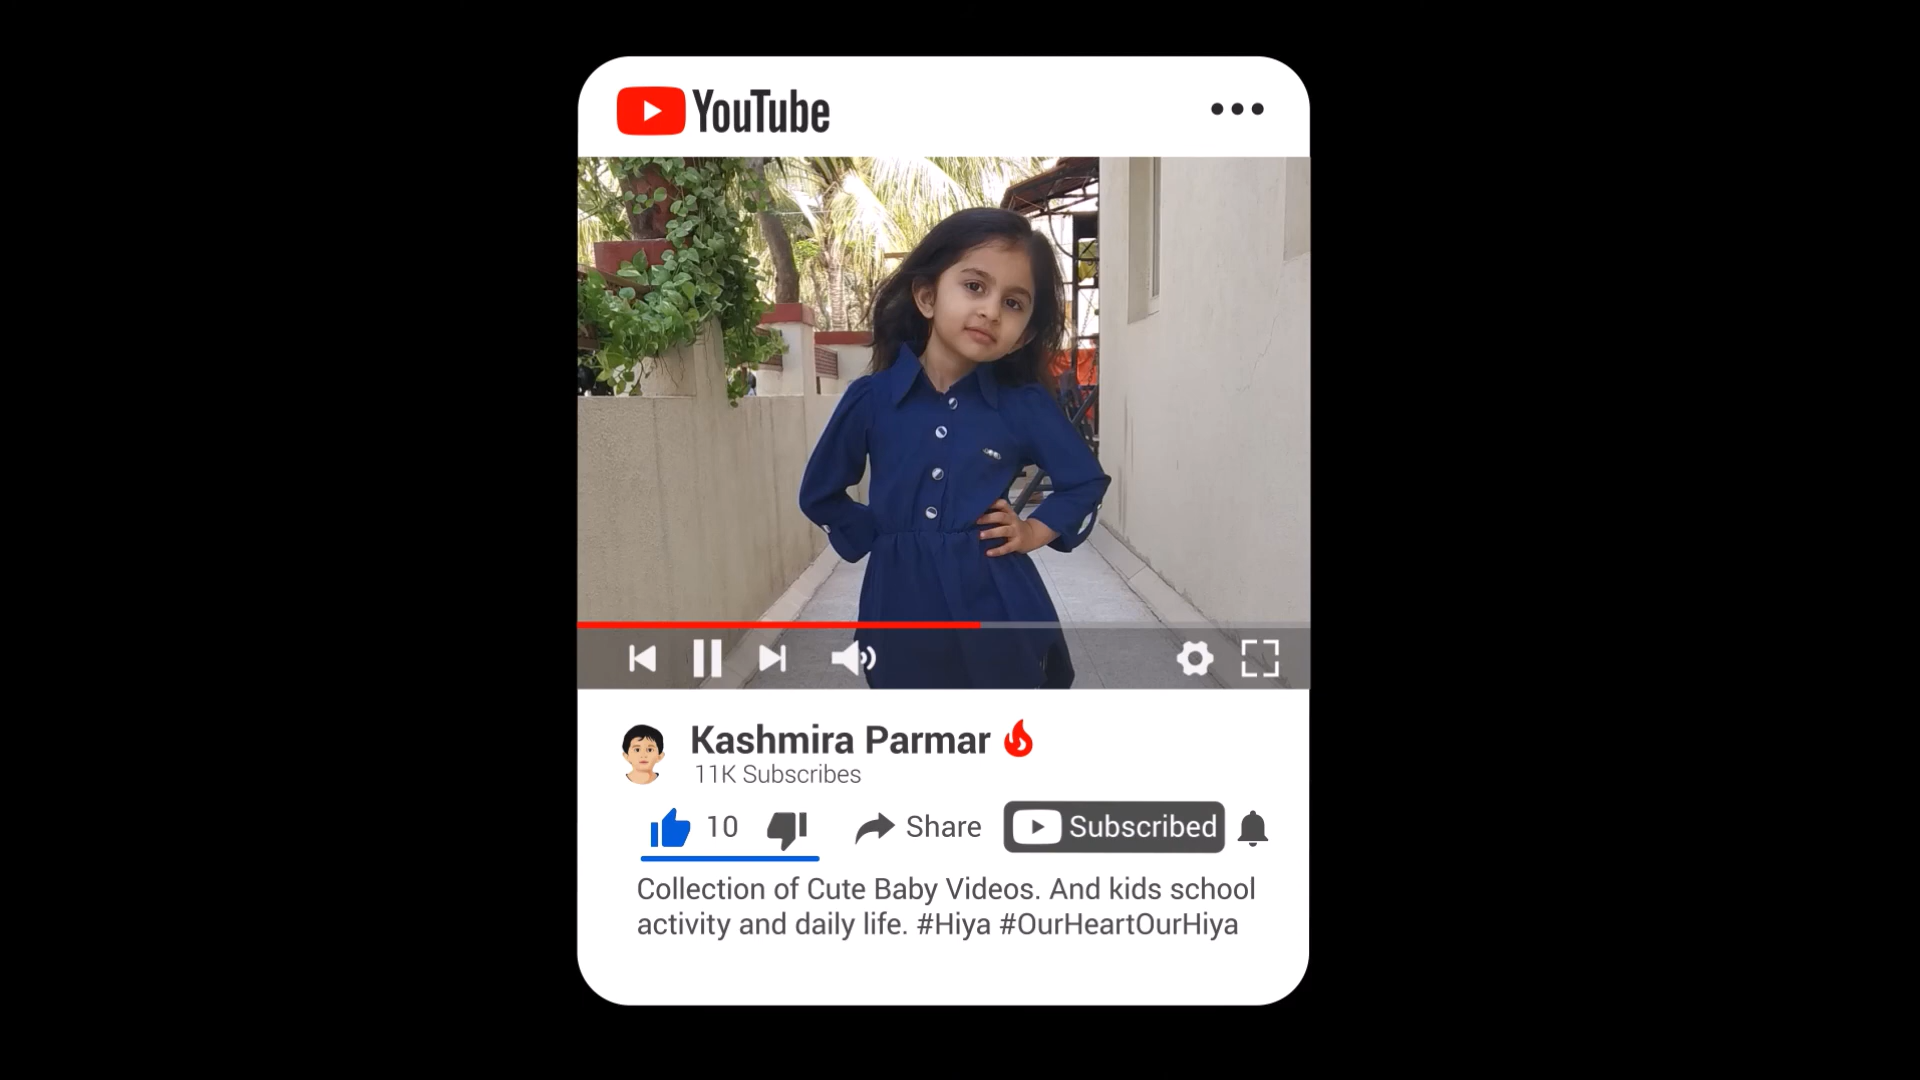 YouTube
Kashmira Parmar
11K Subscribes
10
Share
Subscribed
Collection of Cute Baby Videos. And kids school
activity and daily life. #Hiya #OurHeartOurHiya